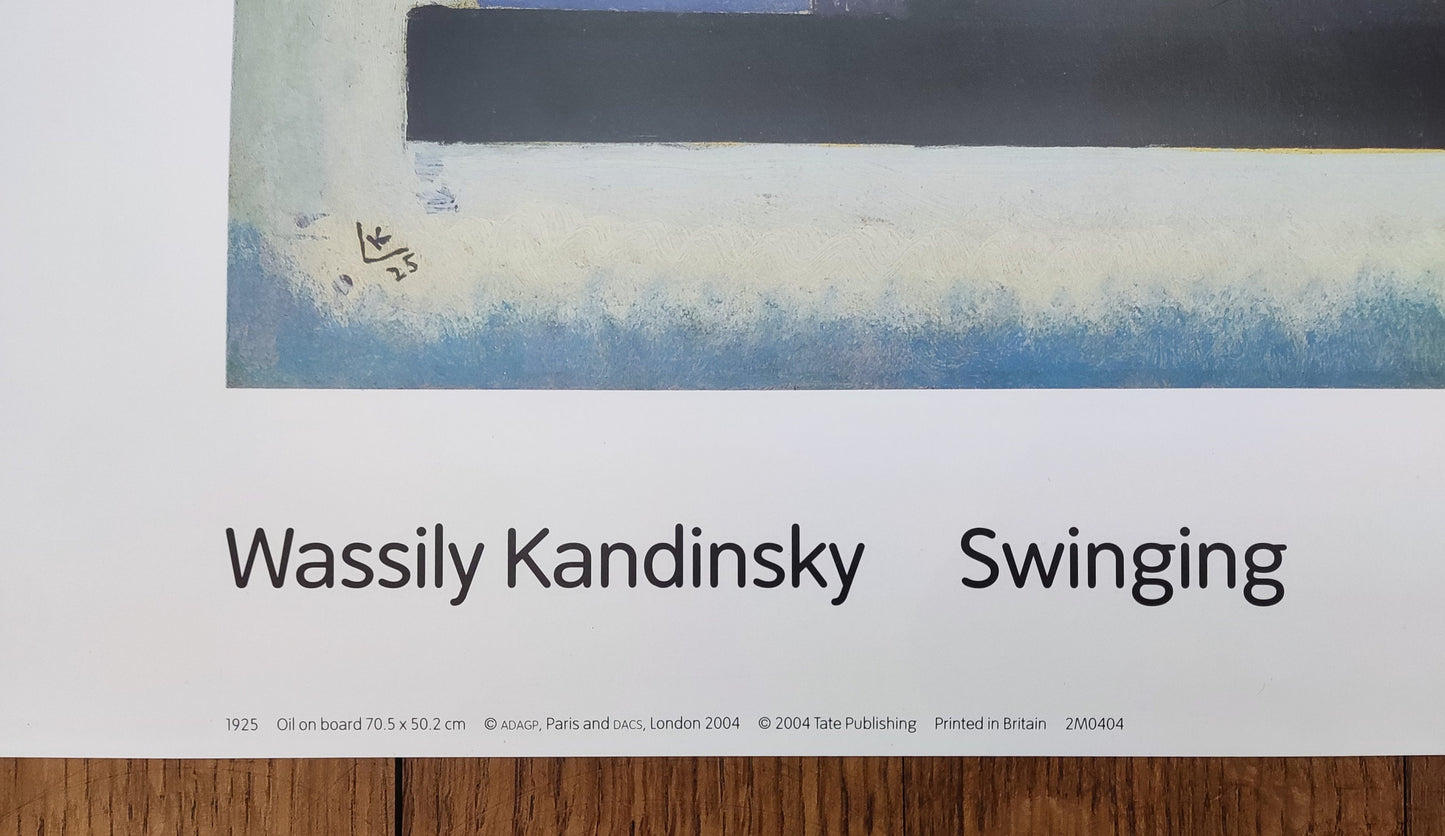 K
25
Wassily Kandinsky Swinging
1925 Oil on board 70.5 x 50.2 cm © ADAGP, Paris and DACS, London 2004 © 2004 Tate Publishing Printed in Britain 2M0404